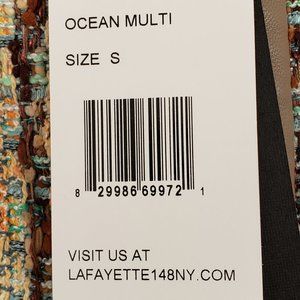 OCEAN MULTI
SIZE S
8 29986 69972 1
VISIT US AT
LAFAYETTE148NY.COM